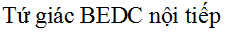 Tứ giác BEDC nội tiếp